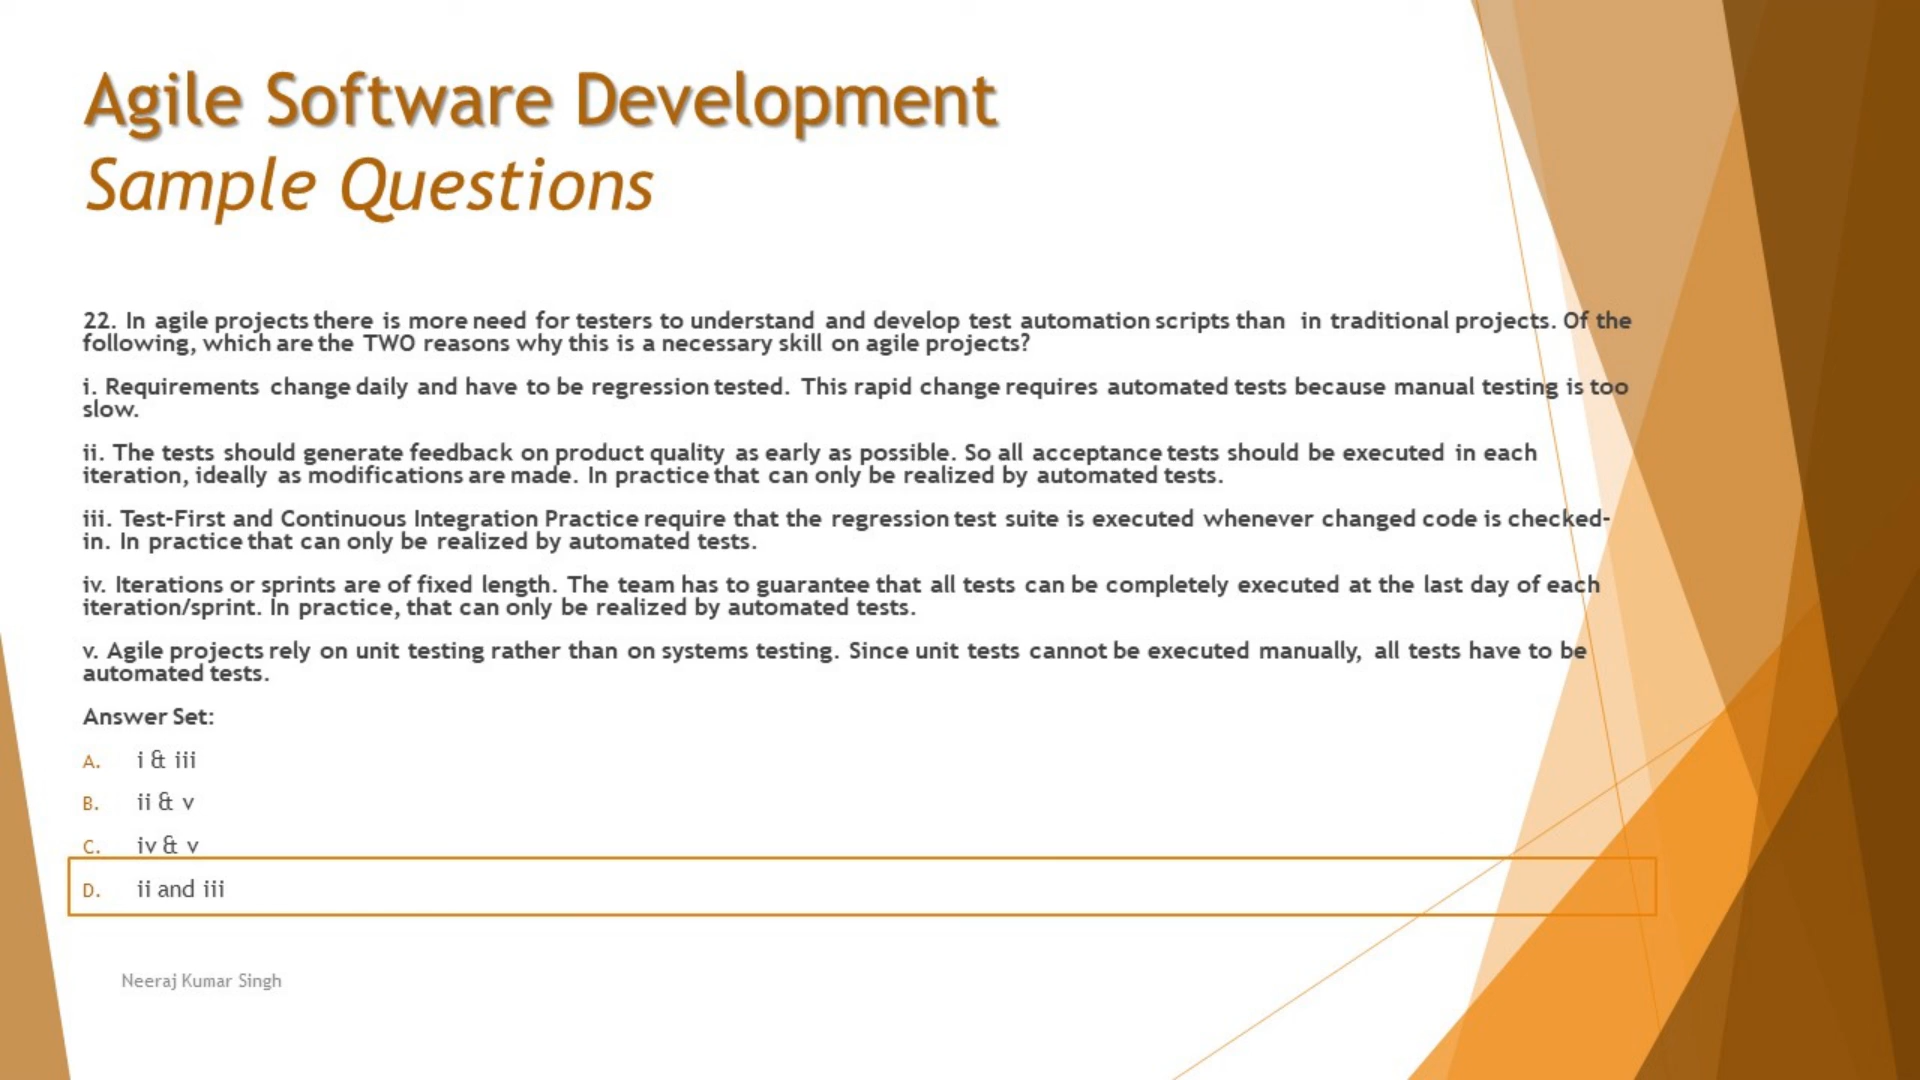 Agile Software Development
Sample Questions
22. In agile projects there is more need for testers to understand and develop test automation scripts than in traditional projects. Of the
following, which are the TWO reasons why this is a necessary skill on agile projects?
i. Requirements change daily and have to be regression tested. This rapid change requires automated tests because manual testing is too
slow.
ii. The tests should generate feedback on product quality as early as possible. So all acceptance tests should be executed in each
iteration, ideally as modifications are made. In practice that can only be realized by automated tests.
iii. Test-First and Continuous Integration Practice require that the regression test suite is executed whenever changed code is checked-
in. In practice that can only be realized by automated tests.
iv. Iterations or sprints are of fixed length. The team has to guarantee that all tests can be completely executed at the last day of each
iteration/sprint. In practice, that can only be realized by automated tests.
v. Agile projects rely on unit testing rather than on systems testing. Since unit tests cannot be executed manually, all tests have to be
automated tests.
Answer Set:
A. i & iii
B. ii & v
C. iv & v
D. ii and iii
Neeraj Kumar Singh